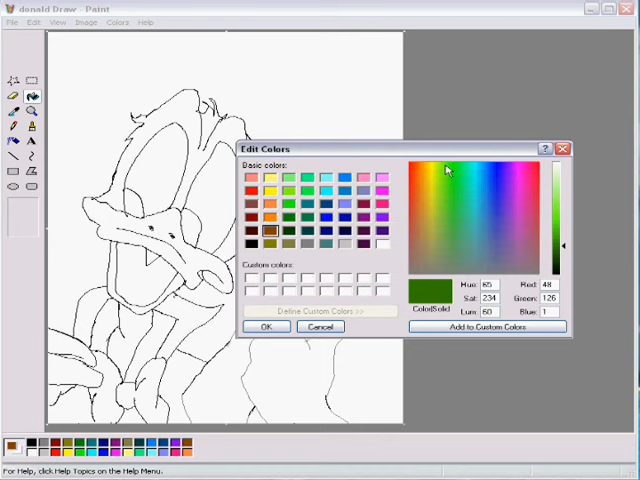 donald Draw - Paint
File Edit View Image Colors Help
Edit Colors
Basic colors:
Custom colors:
Define Custom Colors >>
OK Cancel
Color|Solid
Hue: 65 Red: 48
Sat: 234 Green: 126
Lum: 60 Blue: 1
Add to Custom Colors
For Help, click Help Topics on the Help Menu.